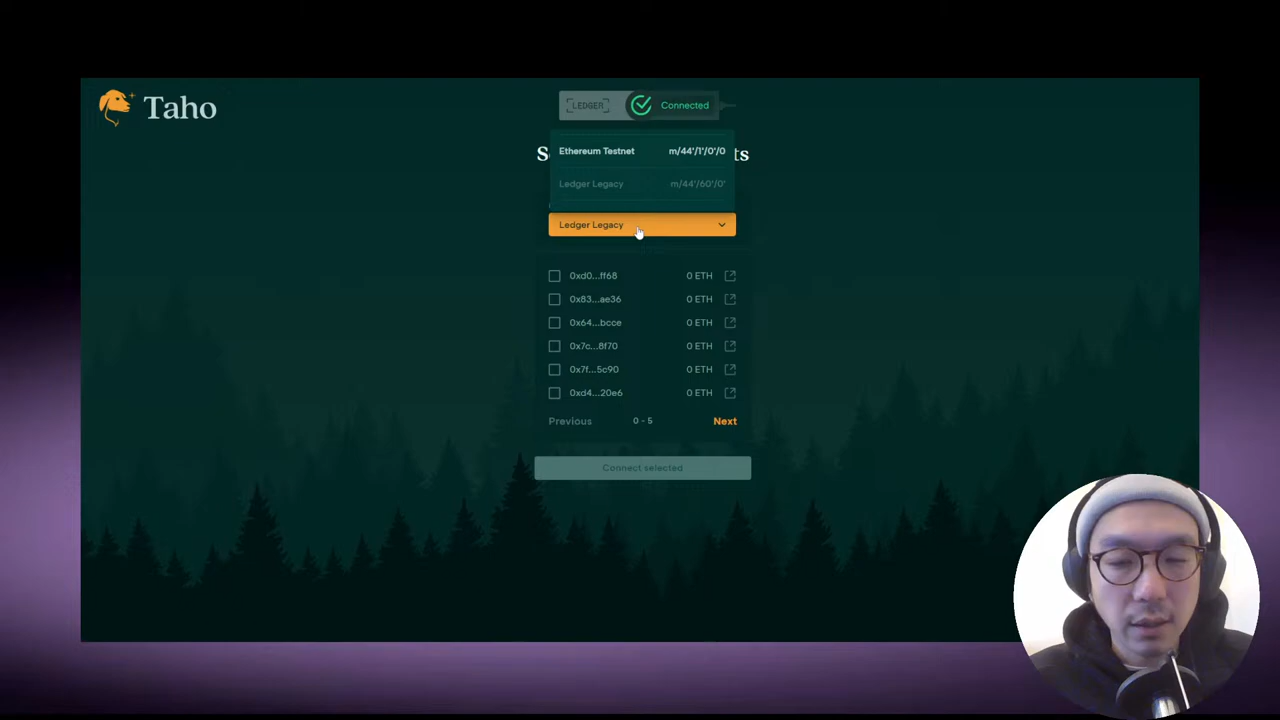 Taho
LEDGER
Connected
Ethereum Testnet m/44'/1'/0'/0
Ledger Legacy m/44'/60'/0'
Ledger Legacy
0xd0...ff68 0 ETH
0x83...ae36 0 ETH
0x64...bcce 0 ETH
0x7c...8f70 0 ETH
0x7f...5c90 0 ETH
0xd4...20e6 0 ETH
Previous 0 - 5 Next
Connect selected